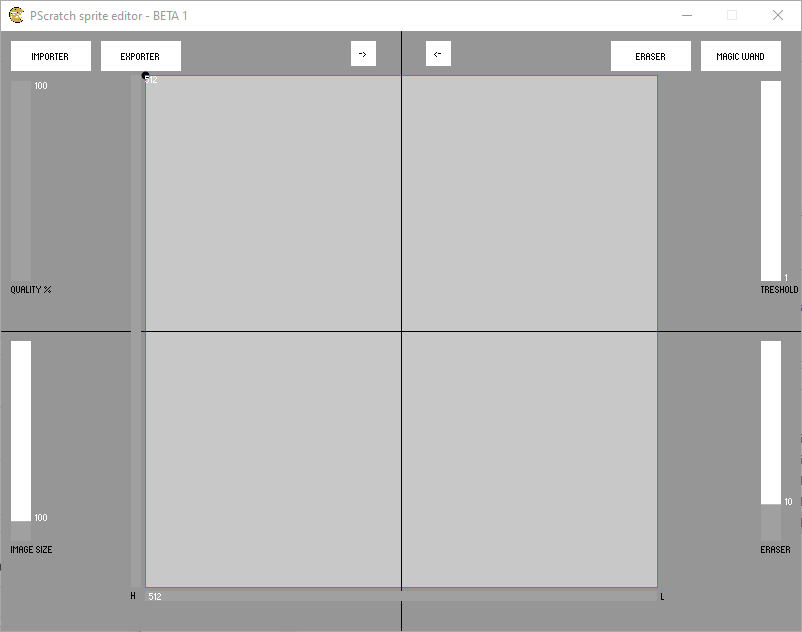 PScratch sprite editor - BETA 1
IMPORTER
EXPORTER
->
<-
ERASER
MAGIC WAND
512
100
1
QUALITY %
TRESHOLD
100
10
IMAGE SIZE
ERASER
H
512
L